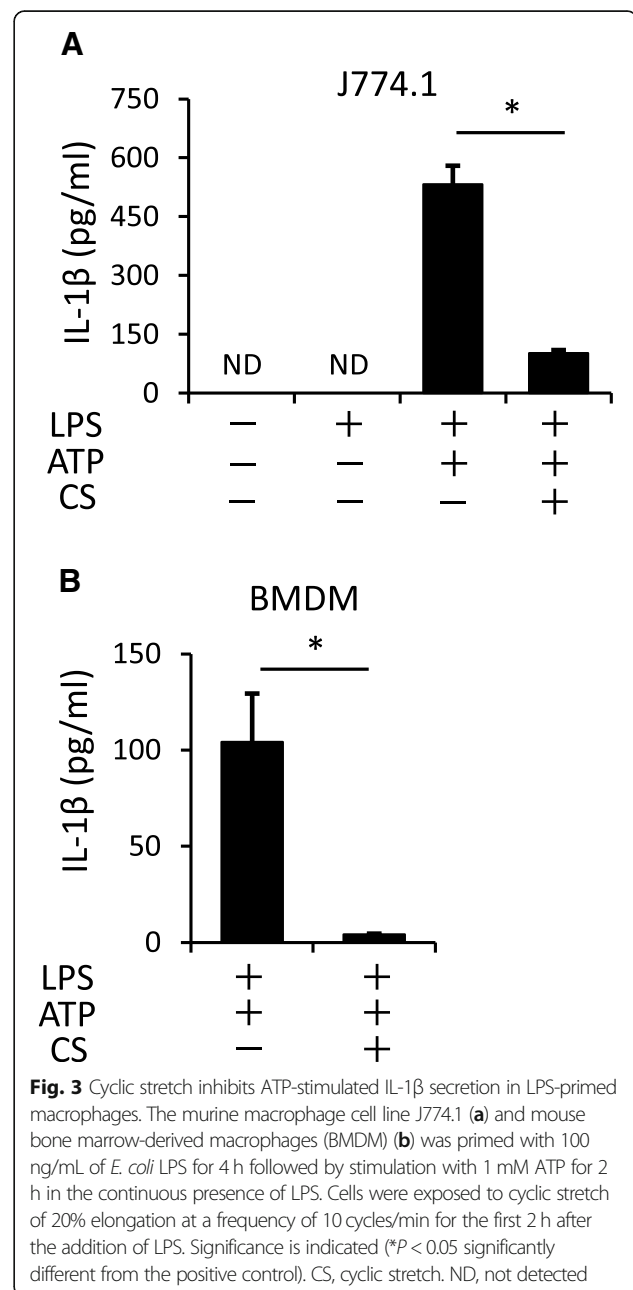 A
J774.1
*
750
600
450
300
150
0
IL-1β (pg/ml)
ND ND
LPS — + + +
ATP — — + +
CS — — — +
B
BMDM
*
150
100
50
0
IL-1β (pg/ml)
LPS + +
ATP + +
CS — +
Fig. 3 Cyclic stretch inhibits ATP-stimulated IL-1β secretion in LPS-primed
macrophages. The murine macrophage cell line J774.1 (a) and mouse
bone marrow-derived macrophages (BMDM) (b) was primed with 100
ng/mL of E. coli LPS for 4 h followed by stimulation with 1 mM ATP for 2
h in the continuous presence of LPS. Cells were exposed to cyclic stretch
of 20% elongation at a frequency of 10 cycles/min for the first 2 h after
the addition of LPS. Significance is indicated (*P < 0.05 significantly
different from the positive control). CS, cyclic stretch. ND, not detected